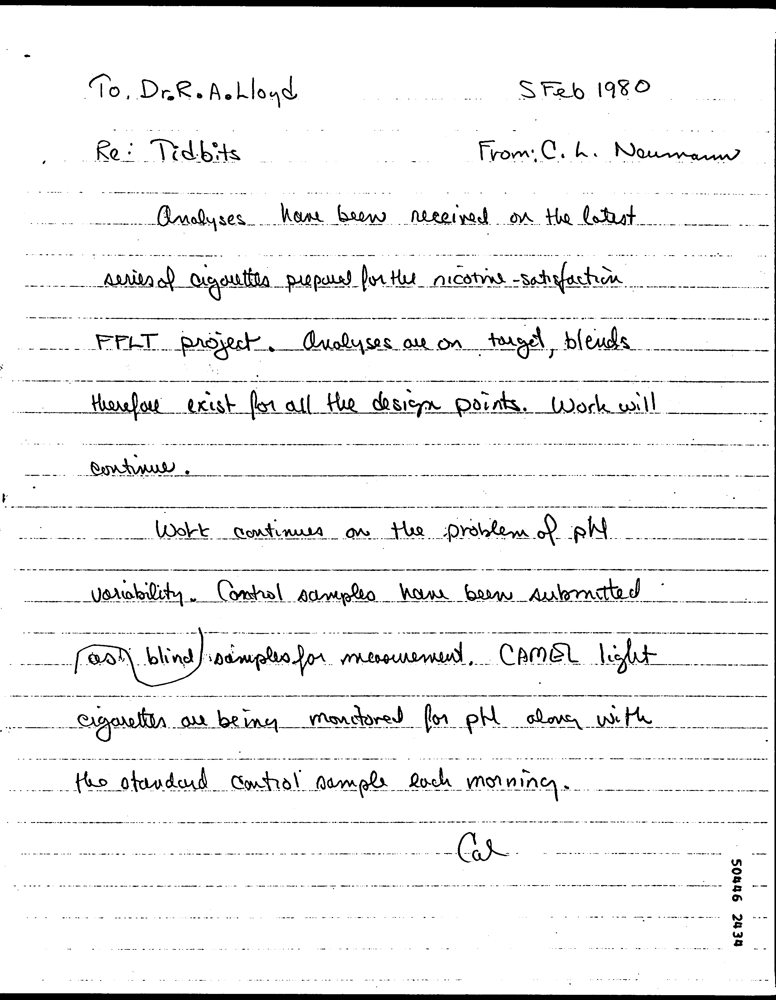 To. Dr. R. A. Lloyd 5 Feb 1980
Re: Tidbits From: C. L. Neumann
Analyses have been received on the latest
series of cigarettes prepared for the nicotine-satisfaction
FPLT project. Analyses are on target, blends
therefore exist for all the design points. Work will
continue.
Work continues on the problem of pH
variability. Control samples have been submitted
as blind samples for measurement. CAMEL light
cigarettes are being monitored for pH along with
the standard control sample each morning.
Cal
50446 2434